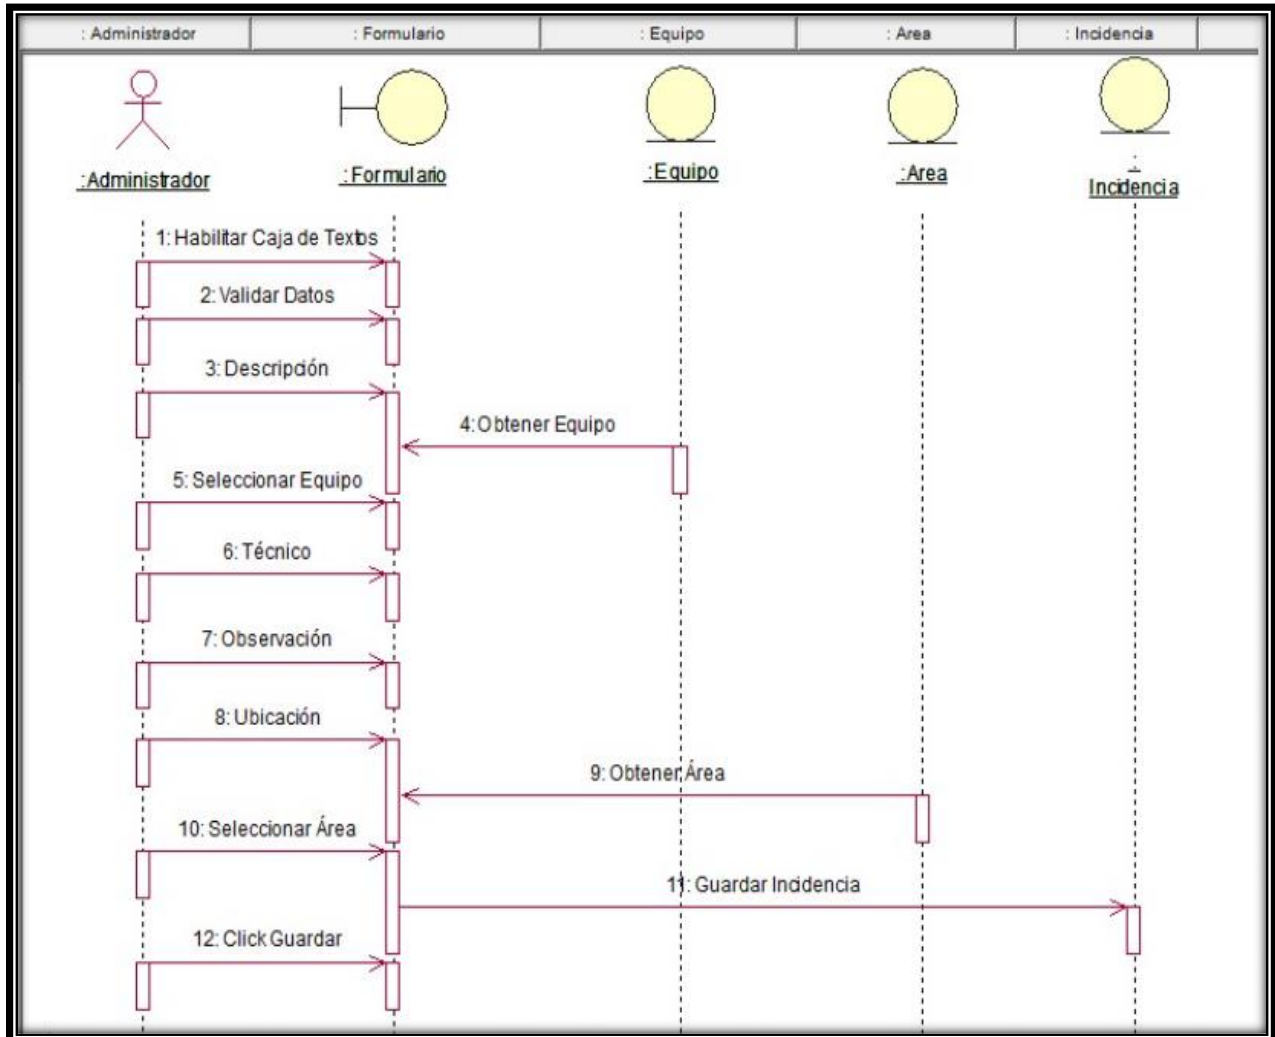 : Administrador
: Formulario
: Equipo
: Area
: Incidencia
:Administrador
:Formulario
:Equipo
:Area
:
Incidencia
1: Habilitar Caja de Textos
2: Validar Datos
3: Descripción
4: Obtener Equipo
5: Seleccionar Equipo
6: Técnico
7: Observación
8: Ubicación
9: Obtener Área
10: Seleccionar Área
11: Guardar Incidencia
12: Click Guardar